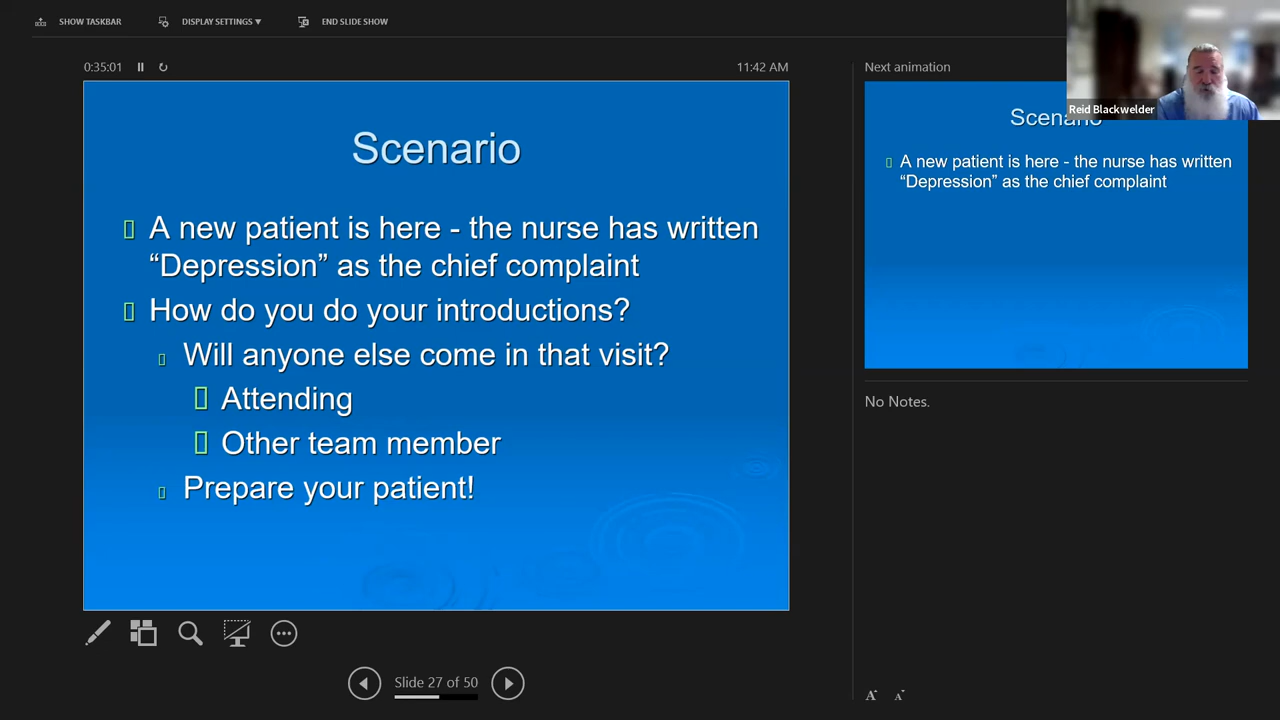 SHOW TASKBAR
DISPLAY SETTINGS ▼
END SLIDE SHOW
0:35:01
11:42 AM
Scenario
A new patient is here - the nurse has written
“Depression” as the chief complaint
How do you do your introductions?
Will anyone else come in that visit?
Attending
Other team member
Prepare your patient!
Slide 27 of 50
Next animation
Reid Blackwelder
Scenario
A new patient is here - the nurse has written
“Depression” as the chief complaint
No Notes.
A A